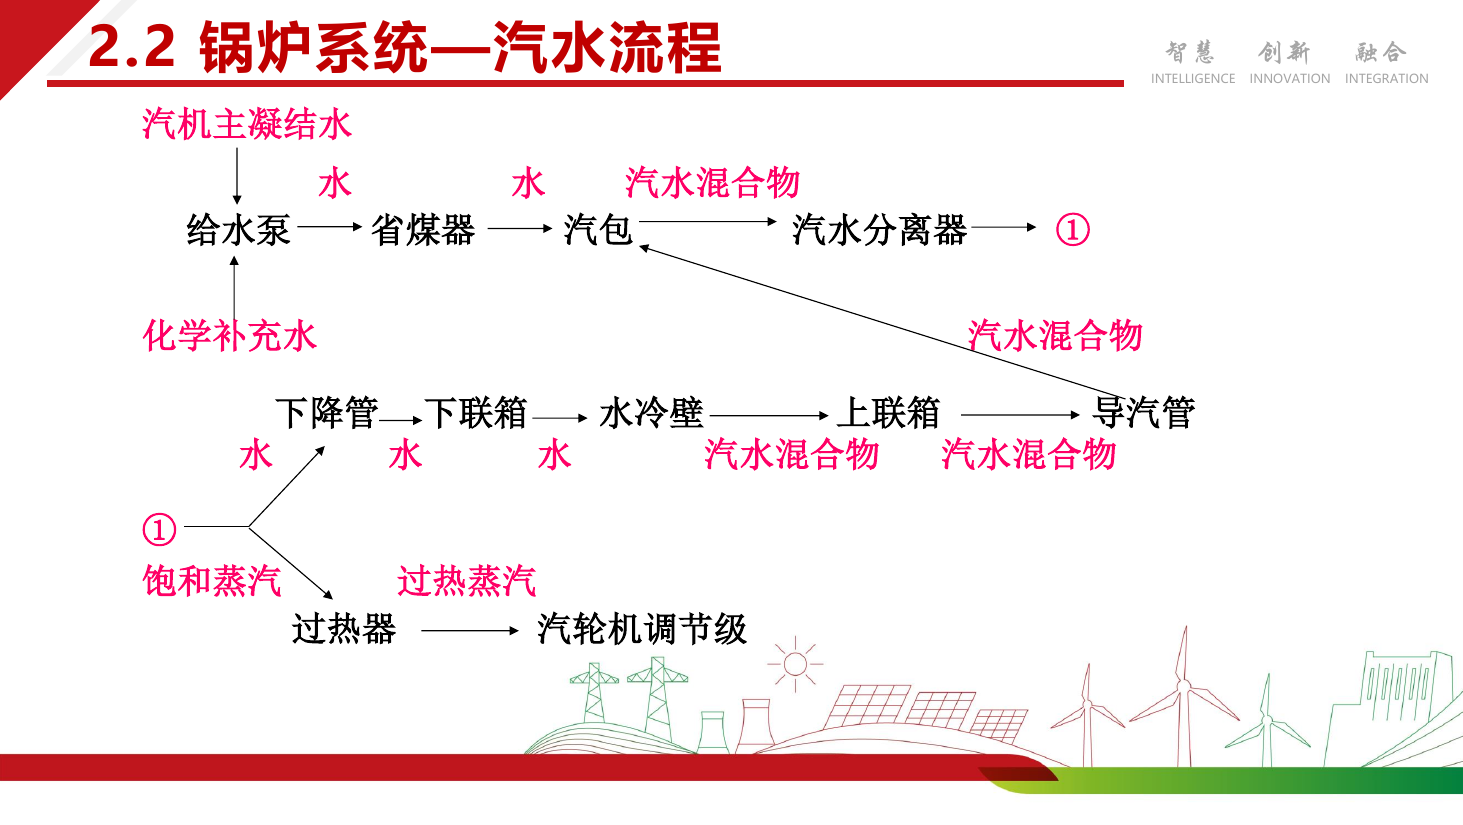 2.2 锅炉系统—汽水流程
智慧 创新 融合
INTELLIGENCE INNOVATION INTEGRATION
汽机主凝结水
水 水 汽水混合物
给水泵 省煤器 汽包 汽水分离器 ①
化学补充水 汽水混合物
下降管 下联箱 水冷壁 上联箱 导汽管
水 水 水 汽水混合物 汽水混合物
①
饱和蒸汽 过热蒸汽
过热器 汽轮机调节级